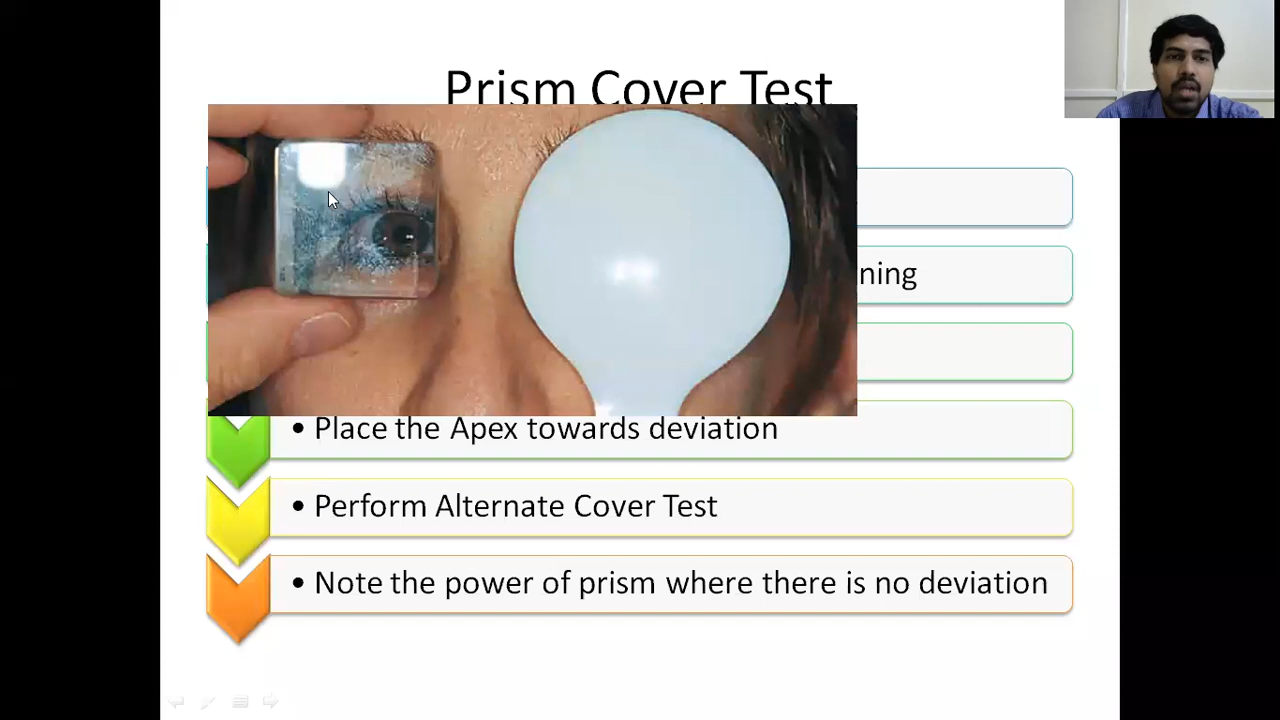 Prism Cover Test
ning
• Place the Apex towards deviation
• Perform Alternate Cover Test
• Note the power of prism where there is no deviation